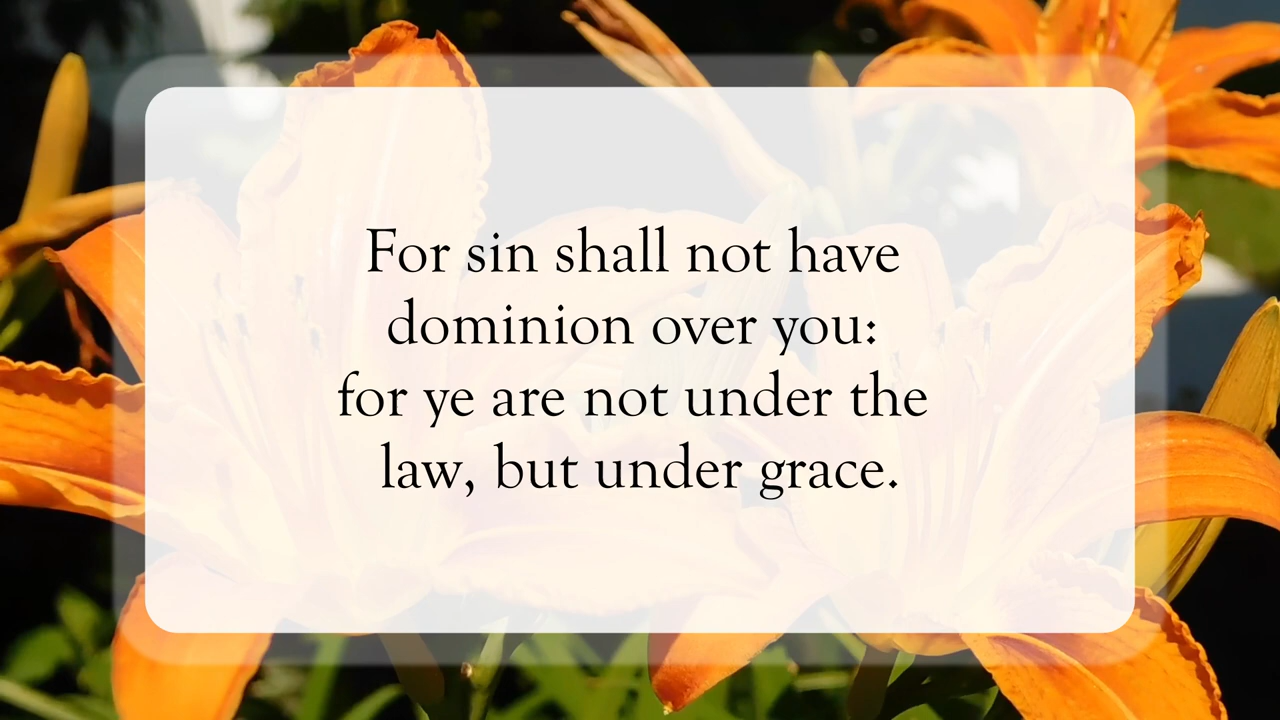 For sin shall not have
dominion over you:
for ye are not under the
law, but under grace.